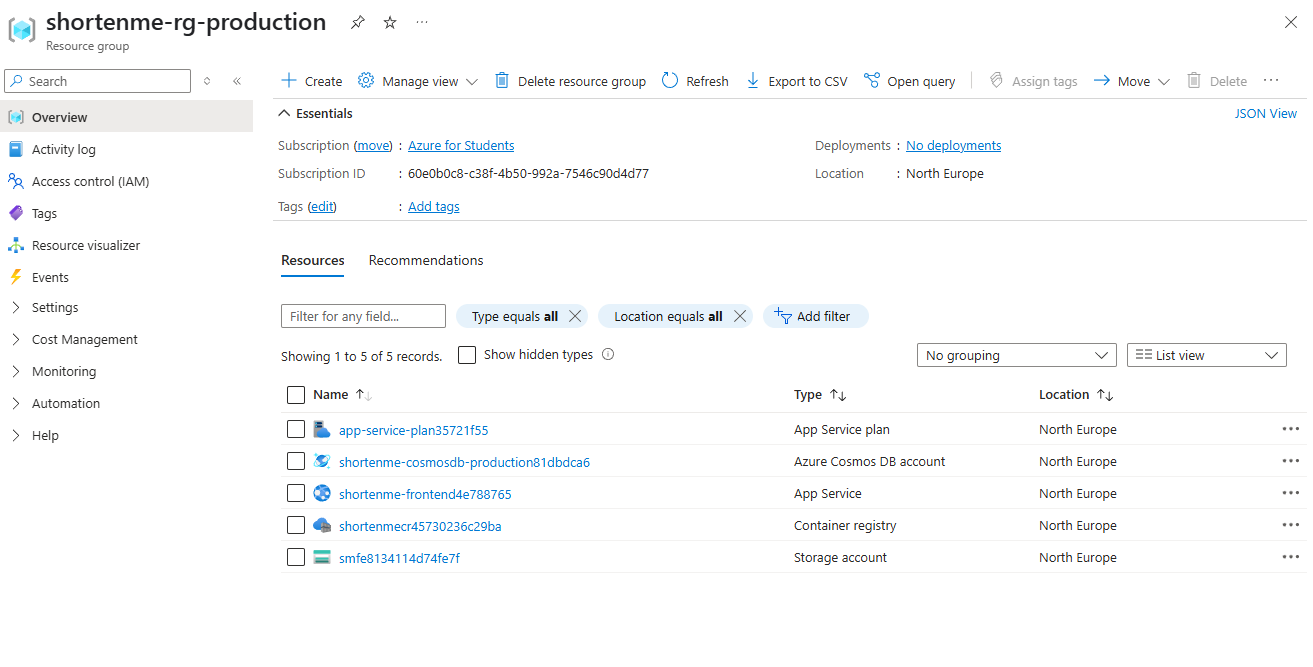 shortenme-rg-production
Resource group
Search
Overview
Activity log
Access control (IAM)
Tags
Resource visualizer
Events
Settings
Cost Management
Monitoring
Automation
Help
Create Manage view Delete resource group Refresh Export to CSV Open query Assign tags Move Delete
Essentials JSON View
Subscription (move) : Azure for Students Deployments : No deployments
Subscription ID : 60e0b0c8-c38f-4b50-992a-7546c90d4d77 Location : North Europe
Tags (edit) : Add tags
Resources Recommendations
Filter for any field... Type equals all Location equals all Add filter
Showing 1 to 5 of 5 records. Show hidden types No grouping List view
Name Type Location
app-service-plan35721f55 App Service plan North Europe
shortenme-cosmosdb-production81dbdca6 Azure Cosmos DB account North Europe
shortenme-frontend4e788765 App Service North Europe
shortenmecr45730236c29ba Container registry North Europe
smfe8134114d74fe7f Storage account North Europe